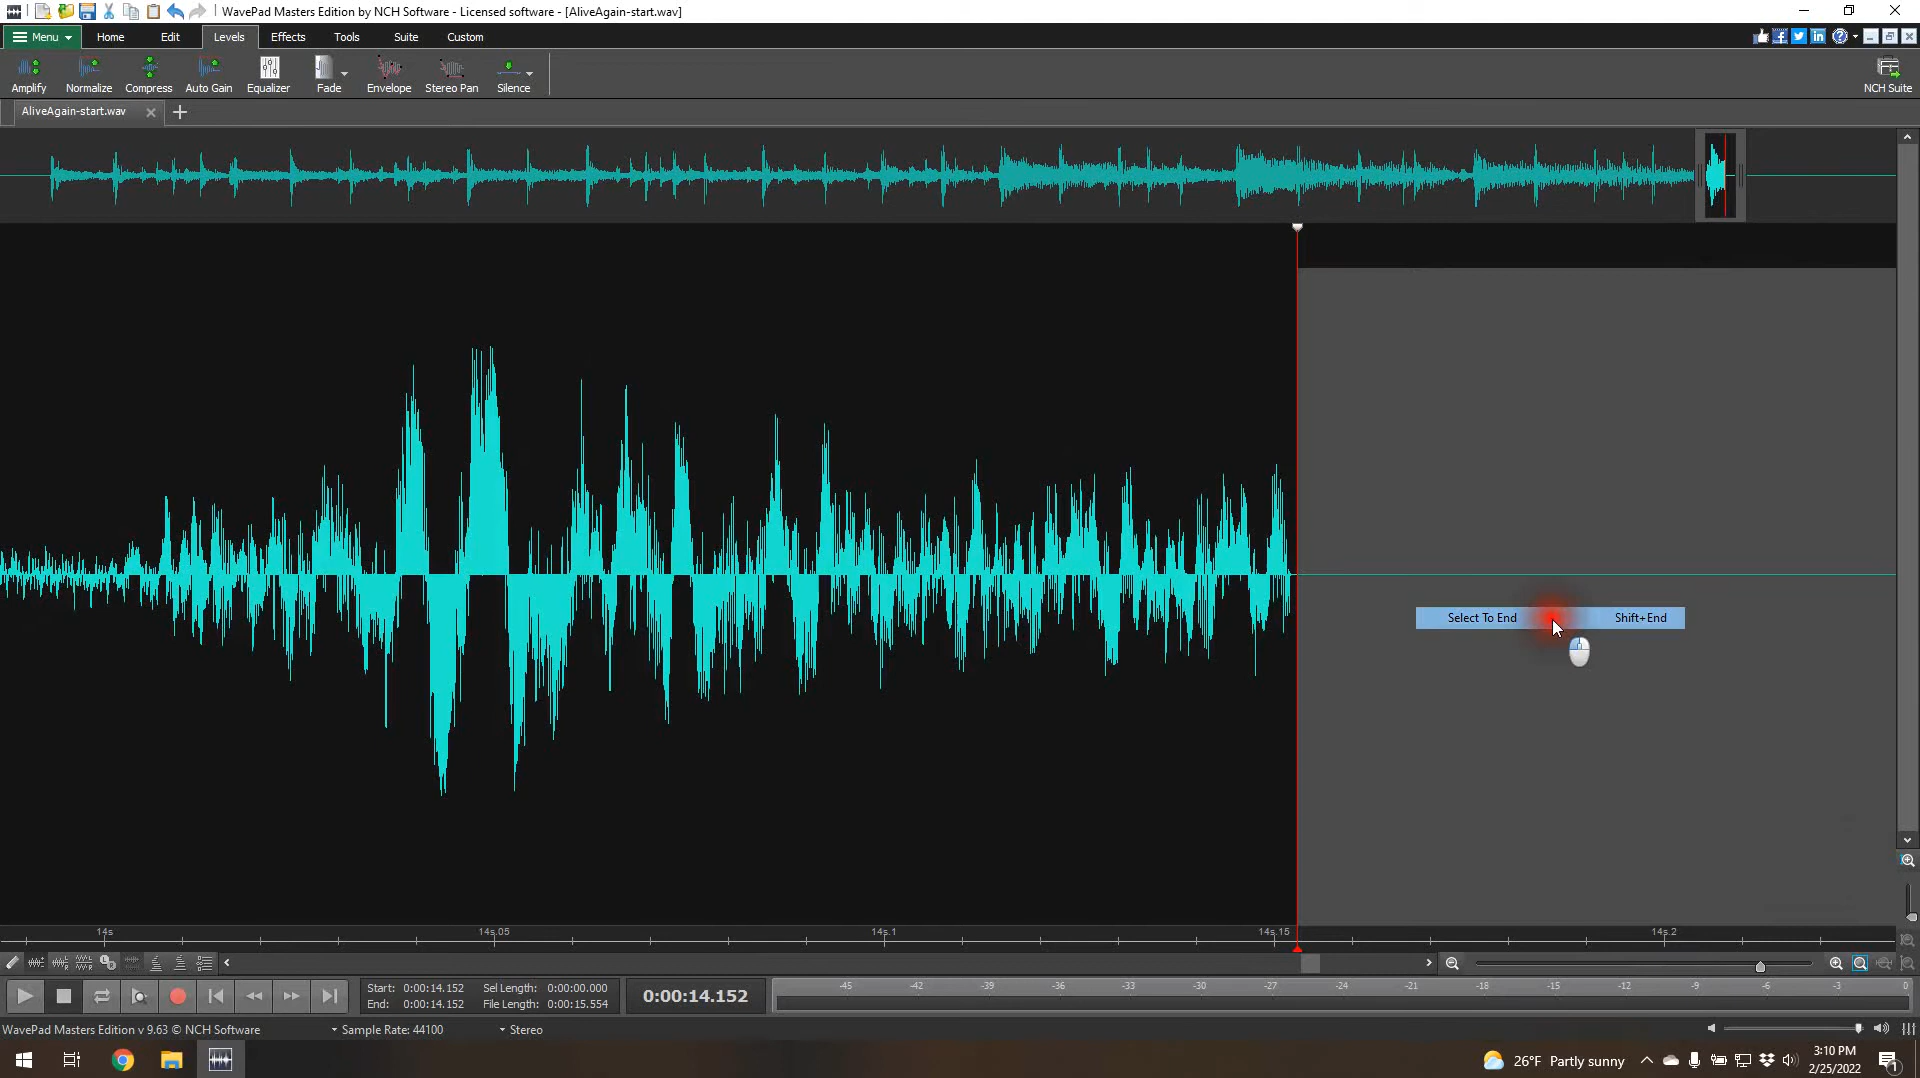 WavePad Masters Edition by NCH Software - Licensed software - [AliveAgain-start.wav]
Menu Home Edit Levels Effects Tools Suite Custom
Amplify Normalize Compress Auto Gain Equalizer Fade Envelope Stereo Pan Silence NCH Suite
AliveAgain-start.wav
Select To End Shift+End
14s 14s.05 14s.1 14s.15 14s.2
Start: 0:00:14.152 Sel Length: 0:00:00.000
End: 0:00:14.152 File Length: 0:00:15.554
0:00:14.152
-45 -42 -39 -36 -33 -30 -27 -24 -21 -18 -15 -12 -9 -6 -3 0
WavePad Masters Edition v 9.63 © NCH Software Sample Rate: 44100 Stereo
26°F Partly sunny
3:10 PM
2/25/2022
1